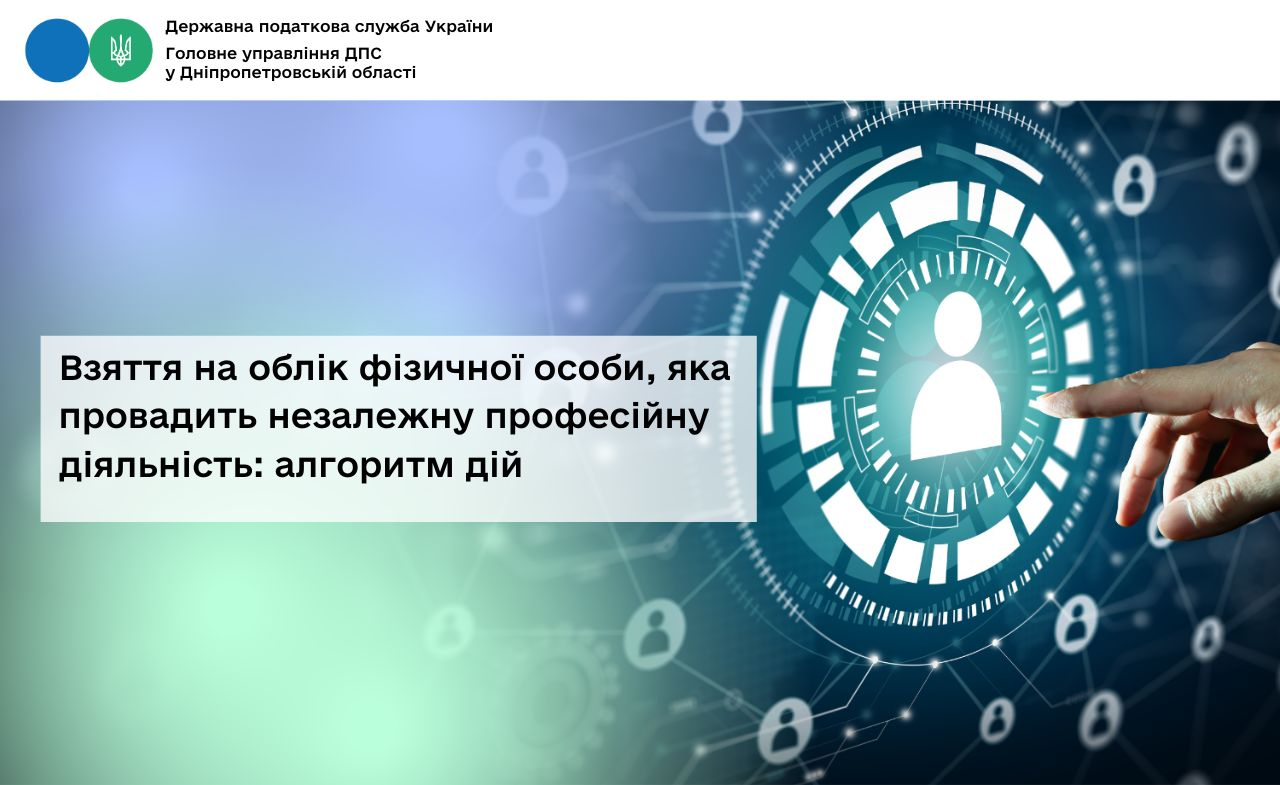 Державна податкова служба України
Головне управління ДПС
у Дніпропетровській області
Взяття на облік фізичної особи, яка
провадить незалежну професійну
діяльність: алгоритм дій